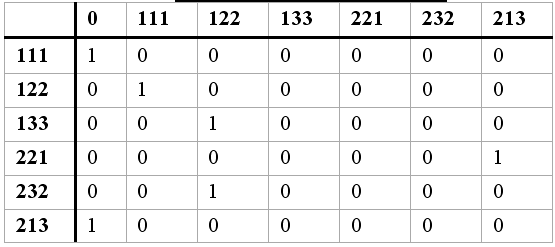 0 111 122 133 221 232 213
111 1 0 0 0 0 0 0
122 0 1 0 0 0 0 0
133 0 0 1 0 0 0 0
221 0 0 0 0 0 0 1
232 0 0 1 0 0 0 0
213 1 0 0 0 0 0 0